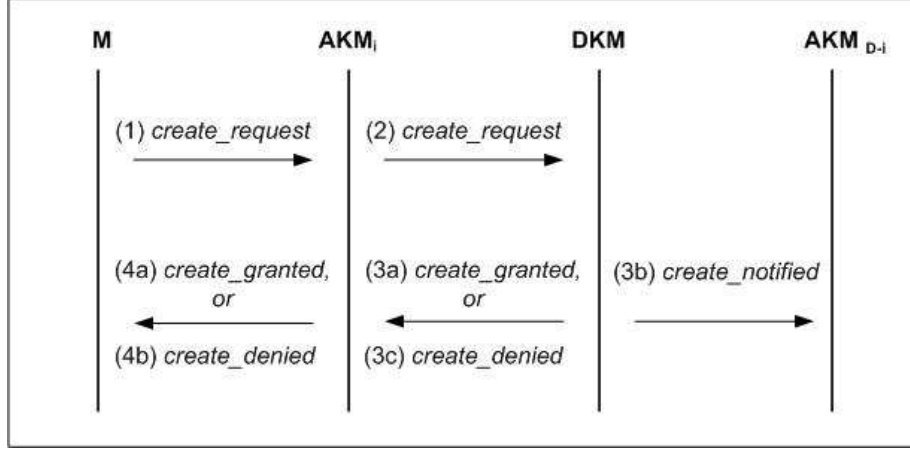 M AKMi DKM AKM D-i
(1) create_request (2) create_request
(4a) create_granted, (3a) create_granted, (3b) create_notified
or or
(4b) create_denied (3c) create_denied